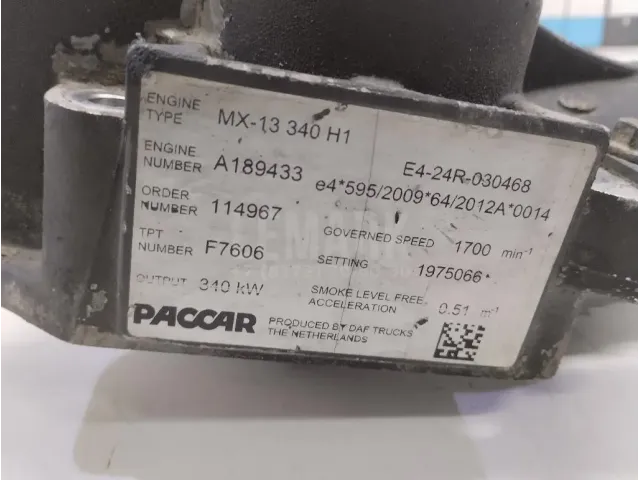 ENGINE TYPE MX-13 340 H1
E4-24R-030468
ENGINE NUMBER A189433 e4*595/2009*64/2012A*0014
ORDER NUMBER 114967
GOVERNED SPEED 1700 min-1
TPT NUMBER F7606
SETTING 1975066*
OUTPUT 340 kW
SMOKE LEVEL FREE ACCELERATION 0.51 m-1
PACCAR PRODUCED BY DAF TRUCKS
THE NETHERLANDS